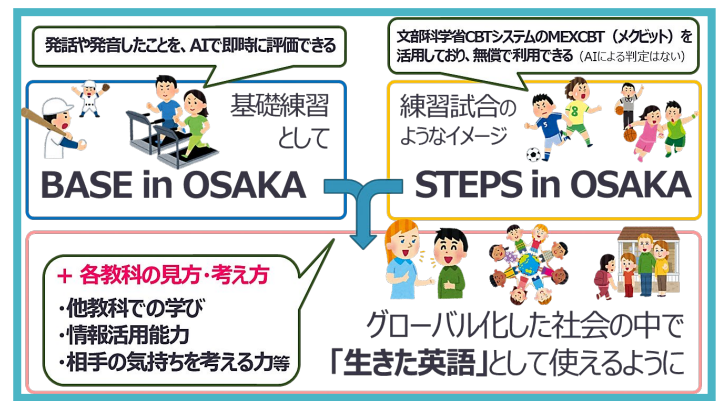 発話や発音したことを、AIで即時に評価できる
文部科学省CBTシステムのMEXCBT（メクビット）を
活用しており、無償で利用できる（AIによる判定はない）
基礎練習
として
BASE in OSAKA
練習試合の
ようなイメージ
STEPS in OSAKA
＋ 各教科の見方・考え方
・他教科での学び
・情報活用能力
・相手の気持ちを考える力等
グローバル化した社会の中で
「生きた英語」として使えるように